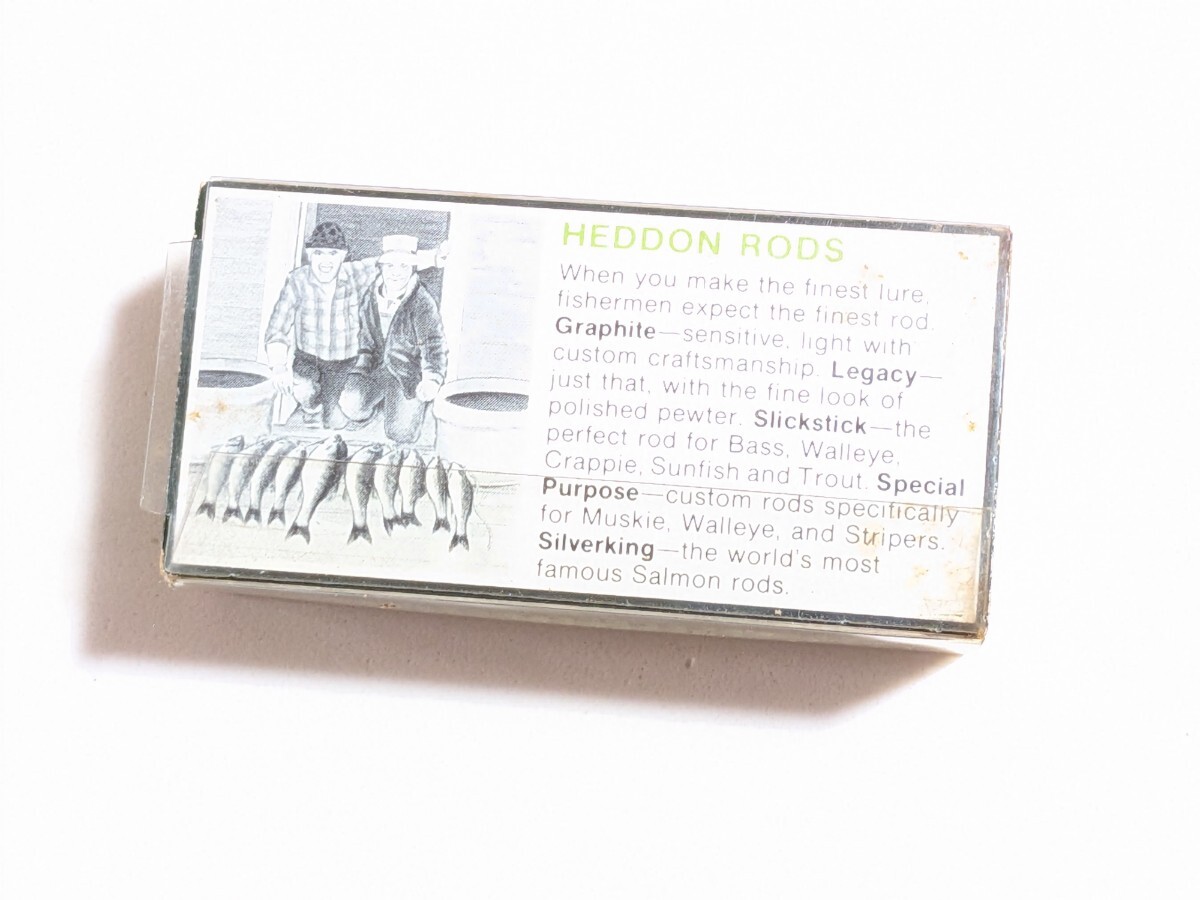 HEDDON RODS
When you make the finest lure,
fishermen expect the finest rod.
Graphite—sensitive, light with
custom craftsmanship. Legacy—
just that, with the fine look of
polished pewter. Slickstick—the
perfect rod for Bass, Walleye,
Crappie, Sunfish and Trout. Special
Purpose—custom rods specifically
for Muskie, Walleye, and Stripers.
Silverking—the world's most
famous Salmon rods.